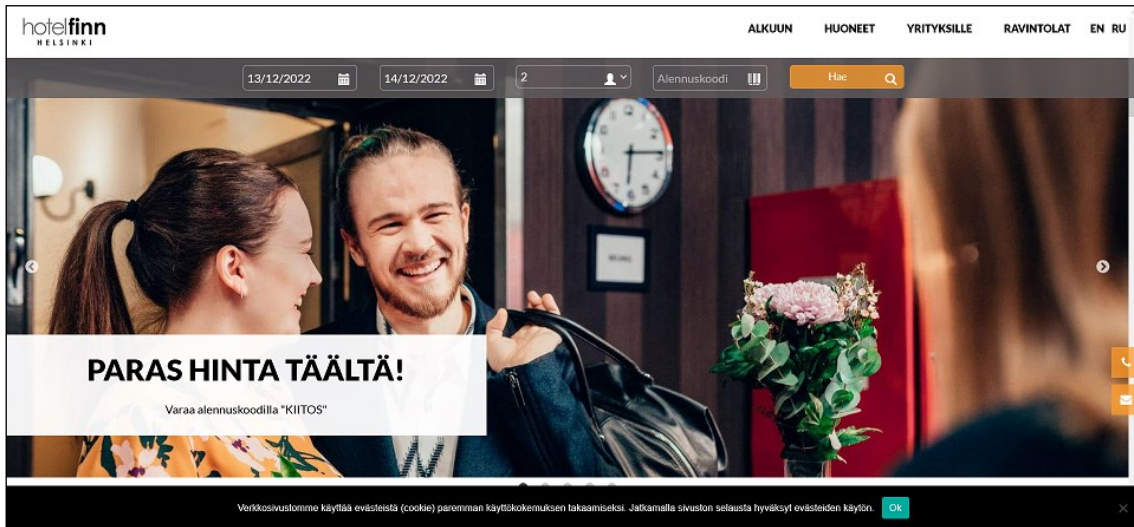 hotelfinn
HELSINKI
ALKUUN HUONEET YRITYKSILLE RAVINTOLAT EN RU
13/12/2022 14/12/2022 2 Alennuskoodi Hae
PARAS HINTA TÄÄLTÄ!
Varaa alennuskoodilla "KIITOS"
Verkkosivustomme käyttää evästeistä (cookie) paremman käyttökokemuksen takaamiseksi. Jatkamalla sivuston selausta hyväksyt evästeiden käytön. Ok